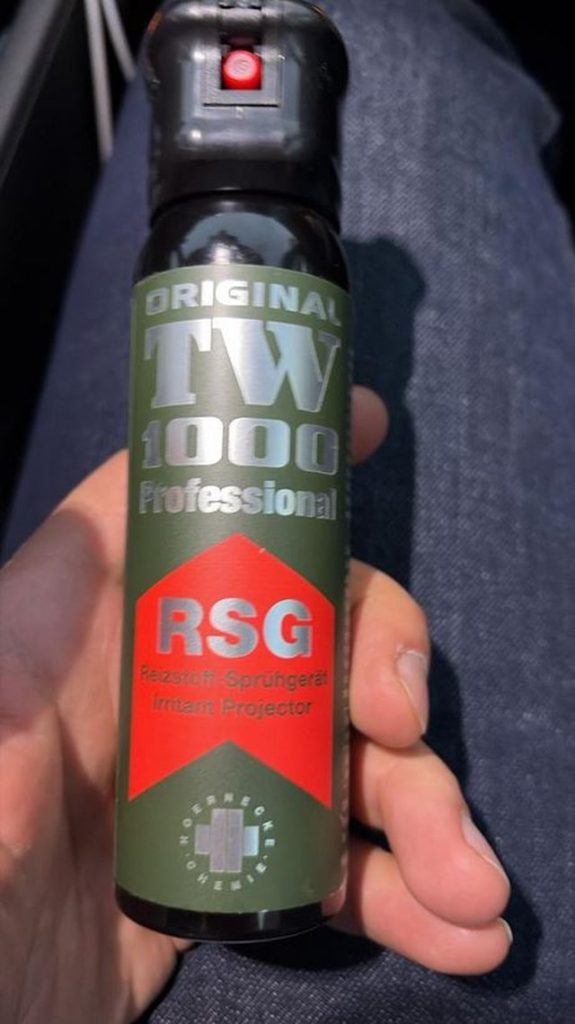 ORIGINAL
TW
1000
Professional
RSG
Reizstoff-Sprühgerät
Irritant Projector
HOERNECKE
CHEMIE